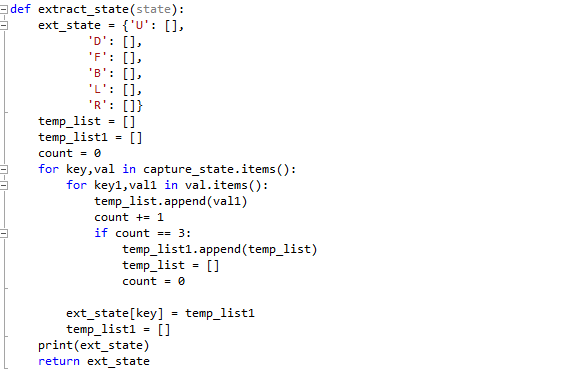 def extract_state(state):
    ext_state = {'U': [],
           'D': [],
           'F': [],
           'B': [],
           'L': [],
           'R': []}
    temp_list = []
    temp_list1 = []
    count = 0
    for key,val in capture_state.items():
        for key1,val1 in val.items():
            temp_list.append(val1)
            count += 1
            if count == 3:
                temp_list1.append(temp_list)
                temp_list = []
                count = 0

        ext_state[key] = temp_list1
        temp_list1 = []
    print(ext_state)
    return ext_state